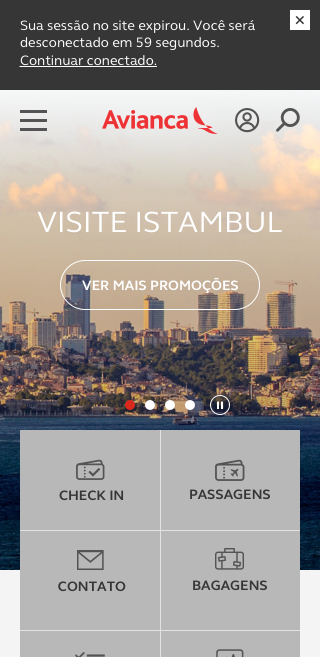 Sua sessão no site expirou. Você será
desconectado em 59 segundos.
Continuar conectado.
Avianca
VISITE ISTAMBUL
VER MAIS PROMOÇÕES
CHECK IN
PASSAGENS
CONTATO
BAGAGENS